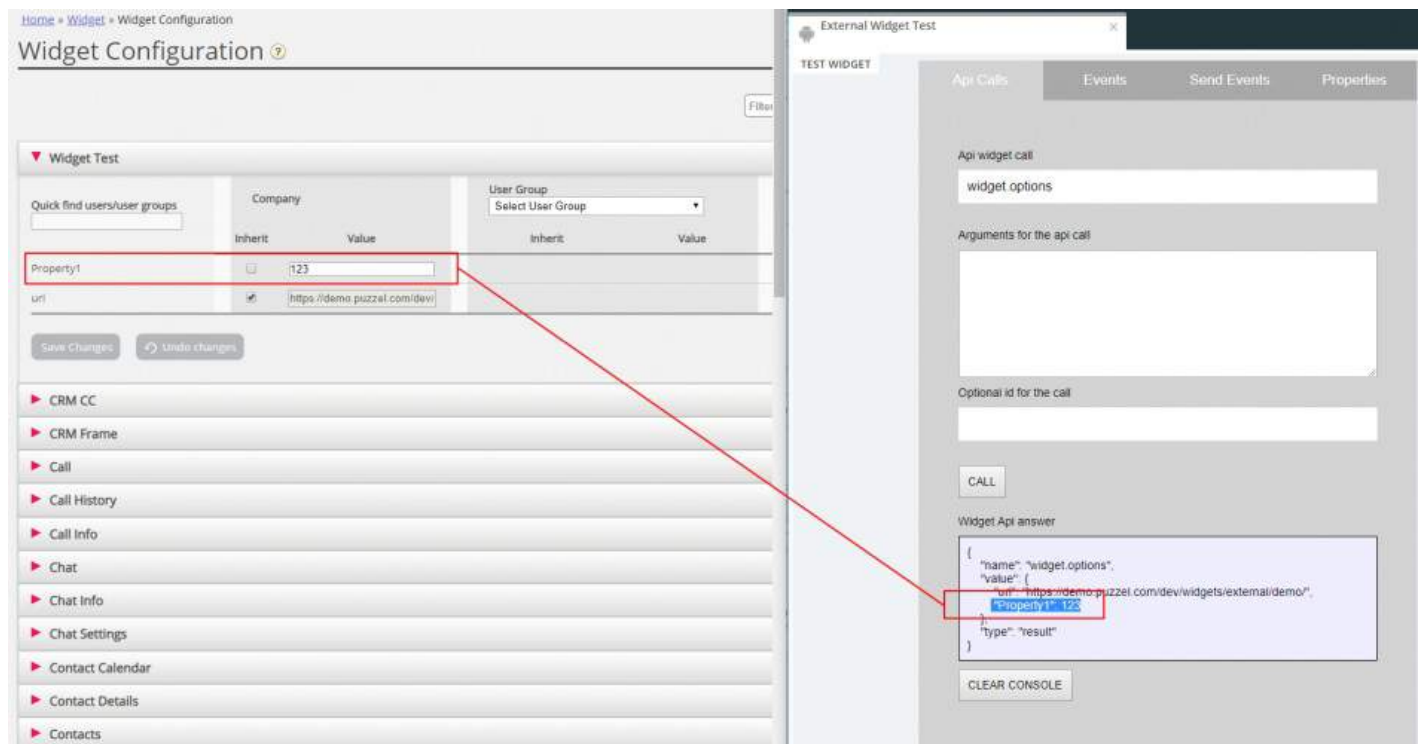 Home » Widget » Widget Configuration
Widget Configuration ?
Filter
Widget Test
Quick find users/user groups
Company
User Group
Select User Group
Inherit Value
Inherit Value
Property1 123
url https://demo.puzzel.com/dev/
Save Changes Undo changes
CRM CC
CRM Frame
Call
Call History
Call Info
Chat
Chat Info
Chat Settings
Contact Calendar
Contact Details
Contacts
External Widget Test ×
TEST WIDGET
Api Calls Events Send Events Properties
Api widget call
widget.options
Arguments for the api call
Optional id for the call
CALL
Widget Api answer
{
"name": "widget.options",
"value": {
"url": "https://demo.puzzel.com/dev/widgets/external/demo/",
"Property1": 123
},
"type": "result"
}
CLEAR CONSOLE